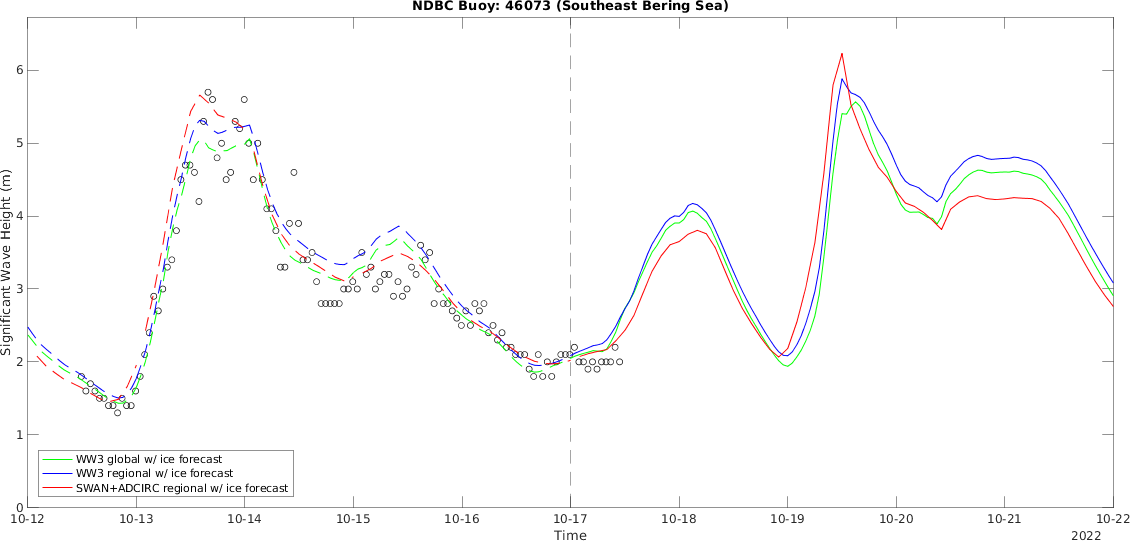 NDBC Buoy: 46073 (Southeast Bering Sea)
Significant Wave Height (m)
6
5
4
3
2
1
0
WW3 global w/ ice forecast
WW3 regional w/ ice forecast
SWAN+ADCIRC regional w/ ice forecast
10-12 10-13 10-14 10-15 10-16 10-17 10-18 10-19 10-20 10-21 10-22
Time
2022